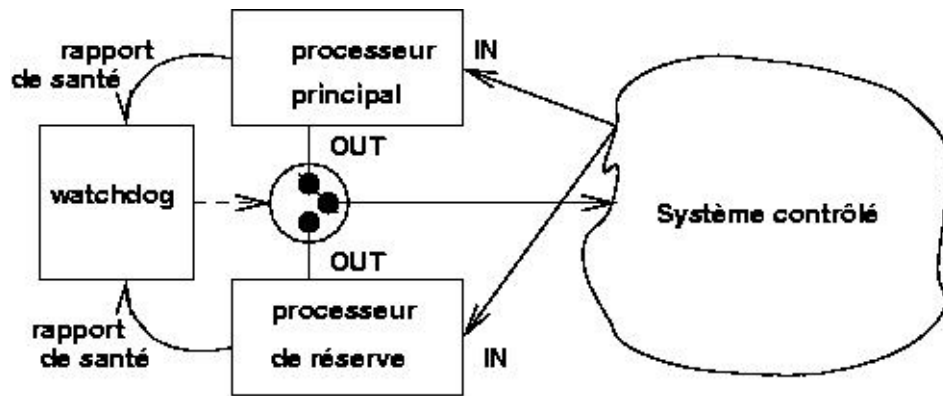 rapport
de santé
processeur
principal
IN
OUT
watchdog
Système contrôlé
OUT
rapport
de santé
processeur
de réserve
IN